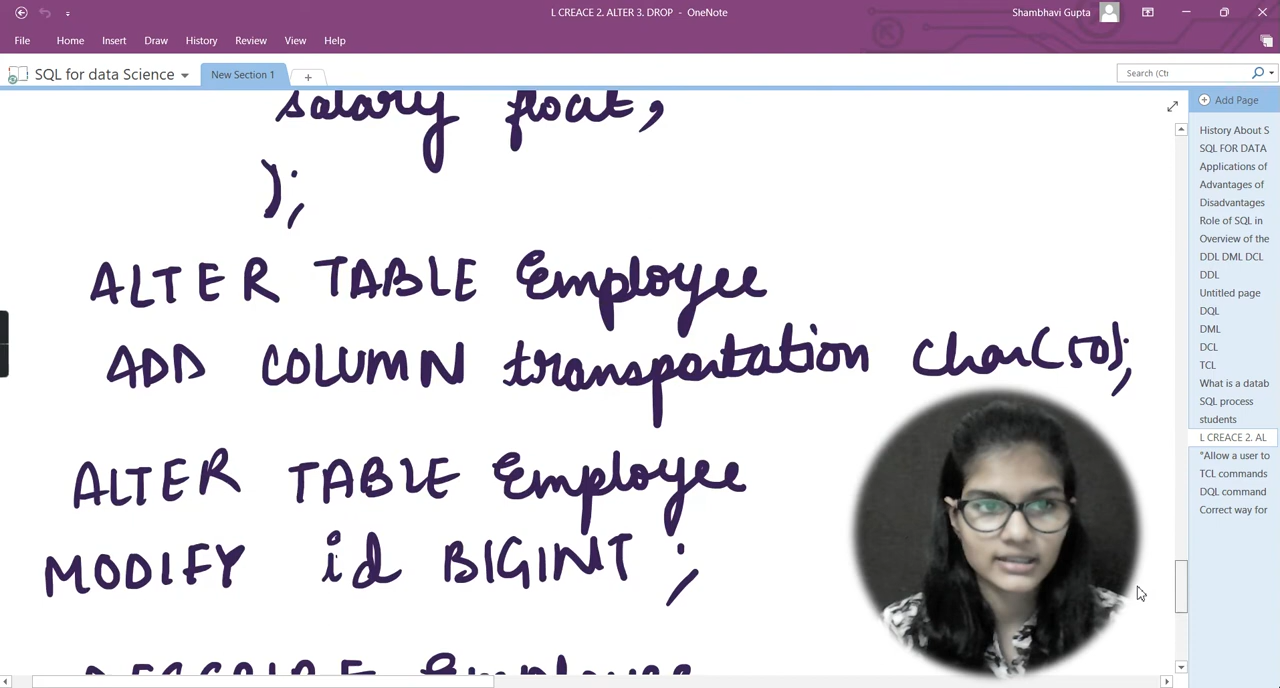 L CREACE 2. ALTER 3. DROP - OneNote
Shambhavi Gupta
File Home Insert Draw History Review View Help
SQL for data Science
New Section 1
+
Search (Ctr
Add Page
salary float,
);
ALTER TABLE Employee
ADD COLUMN transportation char(50);
ALTER TABLE Employee
MODIFY id BIGINT ;
DESCRIBE Employee
History About S
SQL FOR DATA
Applications of
Advantages of
Disadvantages
Role of SQL in
Overview of the
DDL DML DCL
DDL
Untitled page
DQL
DML
DCL
TCL
What is a datab
SQL process
students
L CREACE 2. AL
"Allow a user to
TCL commands
DQL command
Correct way for